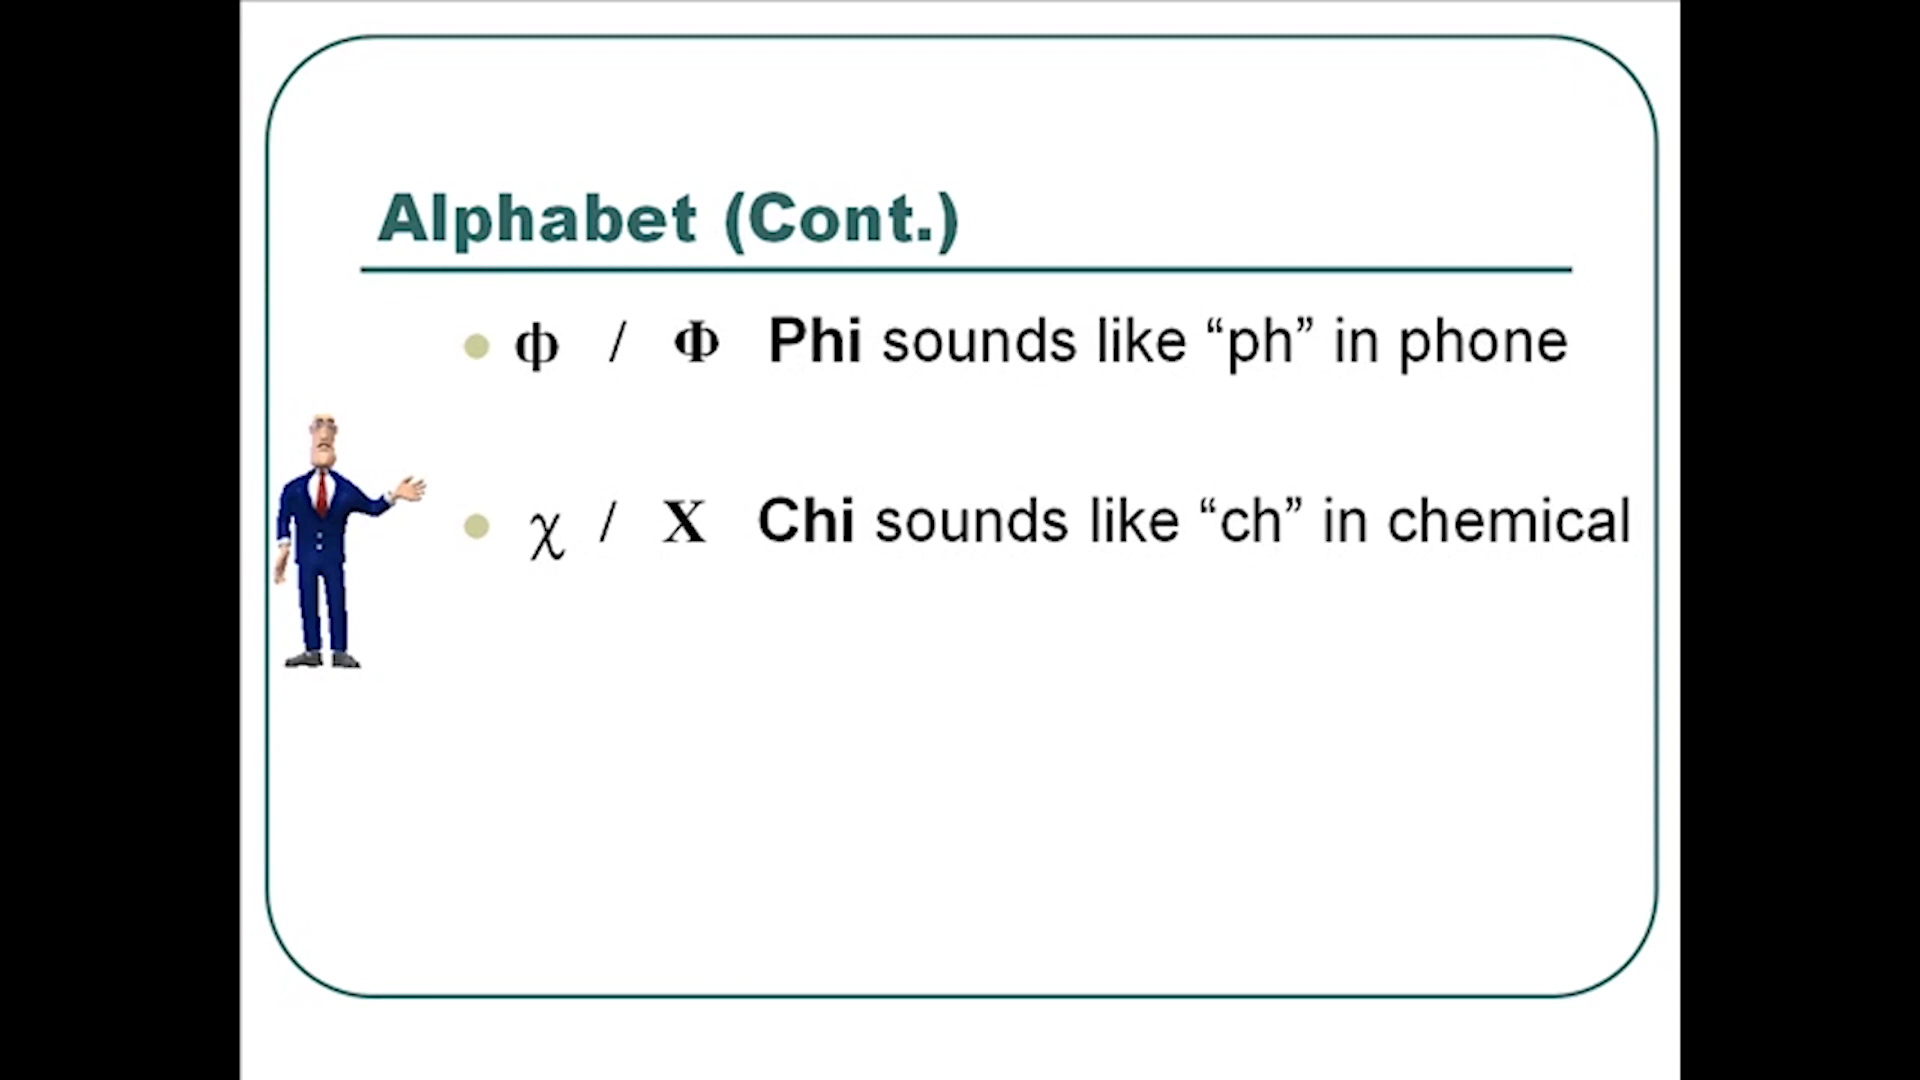 Alphabet (Cont.)
ϕ / Φ Phi sounds like “ph” in phone
χ / Χ Chi sounds like “ch” in chemical